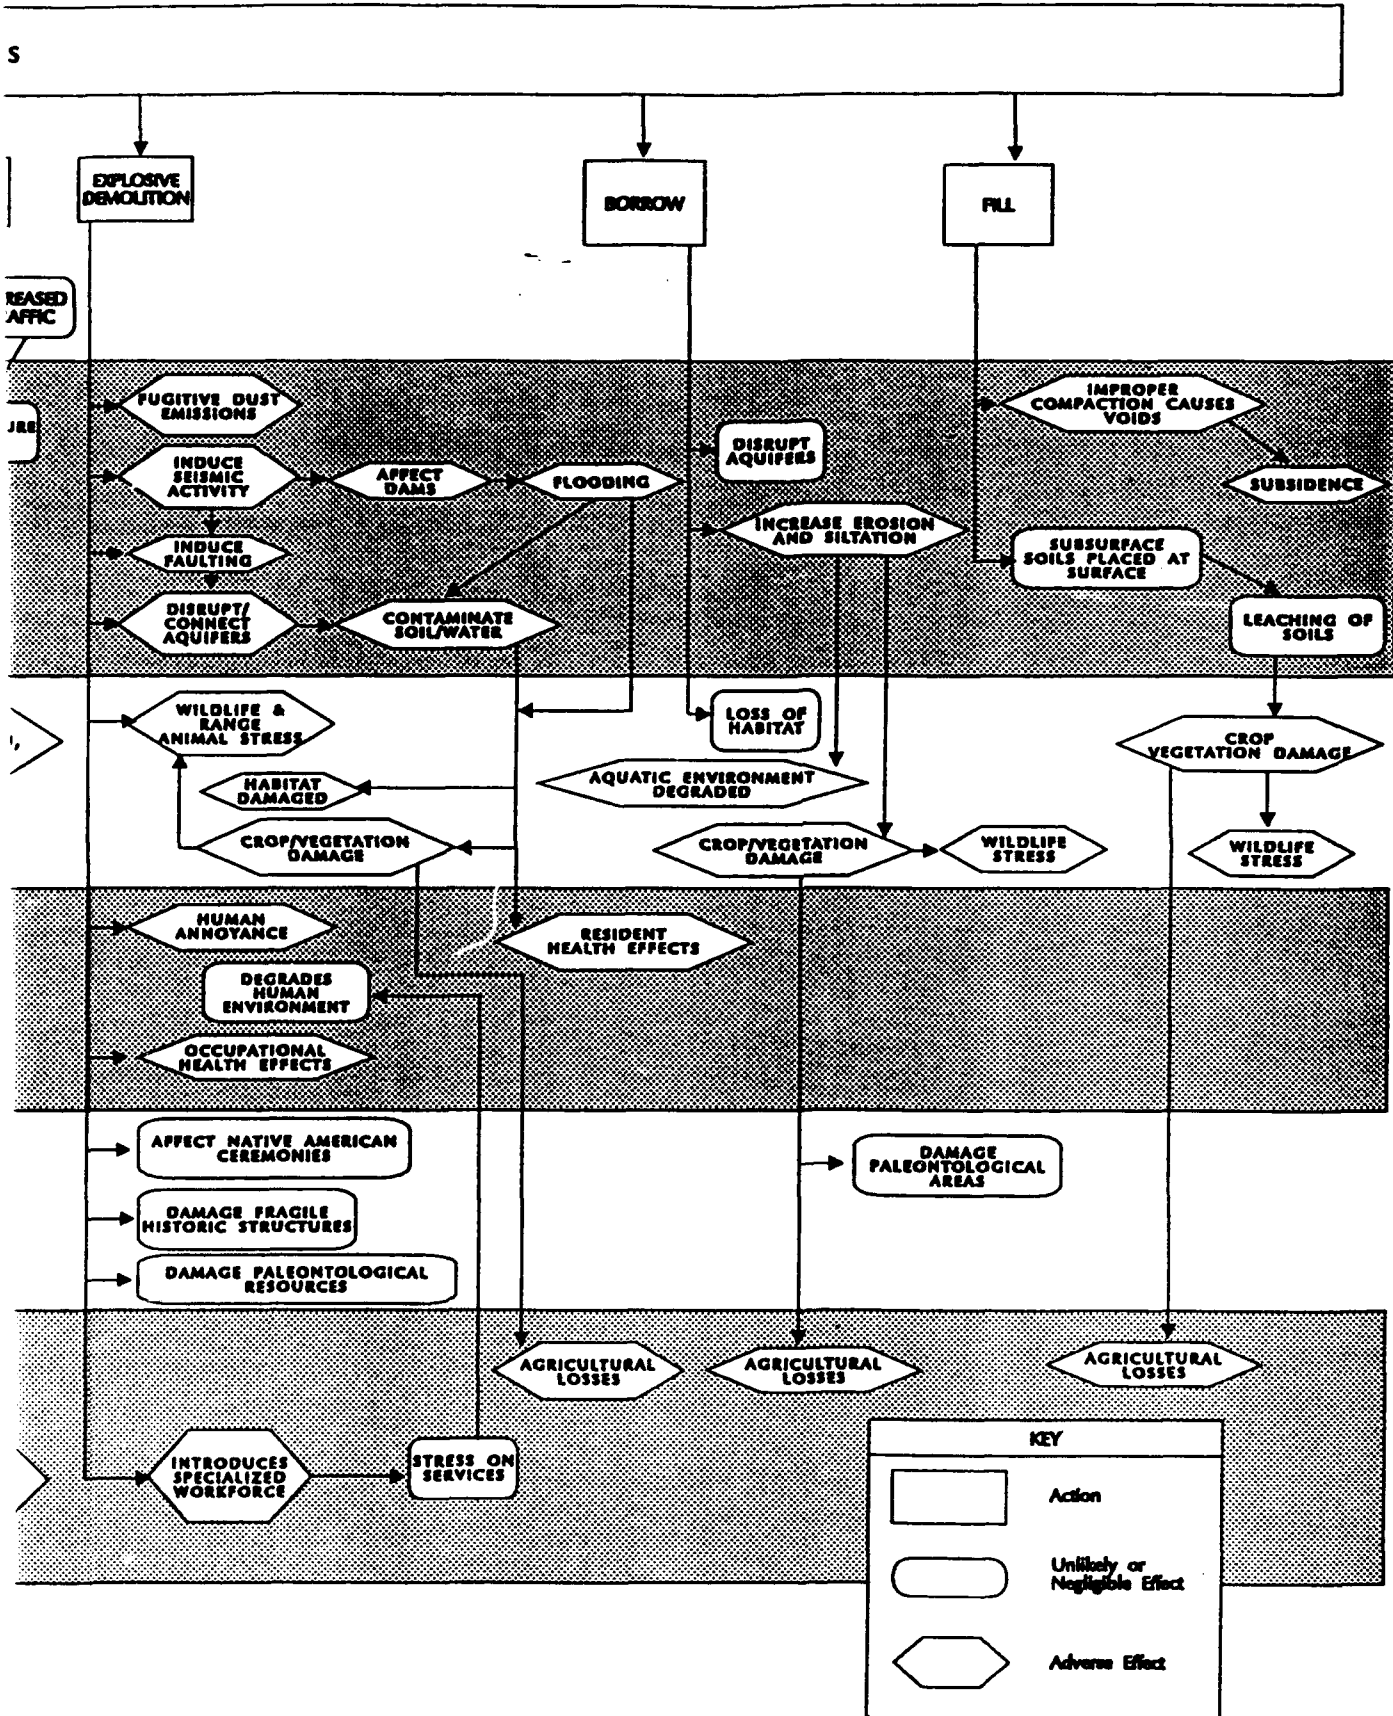 S
EXPLOSIVE
DEMOLITION
BORROW
FILL
REASED
AFFIC
URE
FUGITIVE DUST
EMISSIONS
INDUCE
SEISMIC
ACTIVITY
AFFECT
DAMS
FLOODING
INDUCE
FAULTING
DISRUPT/
CONNECT
AQUIFERS
CONTAMINATE
SOIL/WATER
DISRUPT
AQUIFERS
INCREASE EROSION
AND SILTATION
IMPROPER
COMPACTION CAUSES
VOIDS
SUBSIDENCE
SUBSURFACE
SOILS PLACED AT
SURFACE
LEACHING OF
SOILS
WILDLIFE &
RANGE
ANIMAL STRESS
HABITAT
DAMAGED
CROP/VEGETATION
DAMAGE
LOSS OF
HABITAT
AQUATIC ENVIRONMENT
DEGRADED
CROP/VEGETATION
DAMAGE
WILDLIFE
STRESS
CROP
VEGETATION DAMAGE
WILDLIFE
STRESS
HUMAN
ANNOYANCE
RESIDENT
HEALTH EFFECTS
DEGRADES
HUMAN
ENVIRONMENT
OCCUPATIONAL
HEALTH EFFECTS
AFFECT NATIVE AMERICAN
CEREMONIES
DAMAGE FRAGILE
HISTORIC STRUCTURES
DAMAGE PALEONTOLOGICAL
RESOURCES
DAMAGE
PALEONTOLOGICAL
AREAS
AGRICULTURAL
LOSSES
AGRICULTURAL
LOSSES
AGRICULTURAL
LOSSES
INTRODUCES
SPECIALIZED
WORKFORCE
STRESS ON
SERVICES
KEY
Action
Unlikely or
Negligible Effect
Adverse Effect